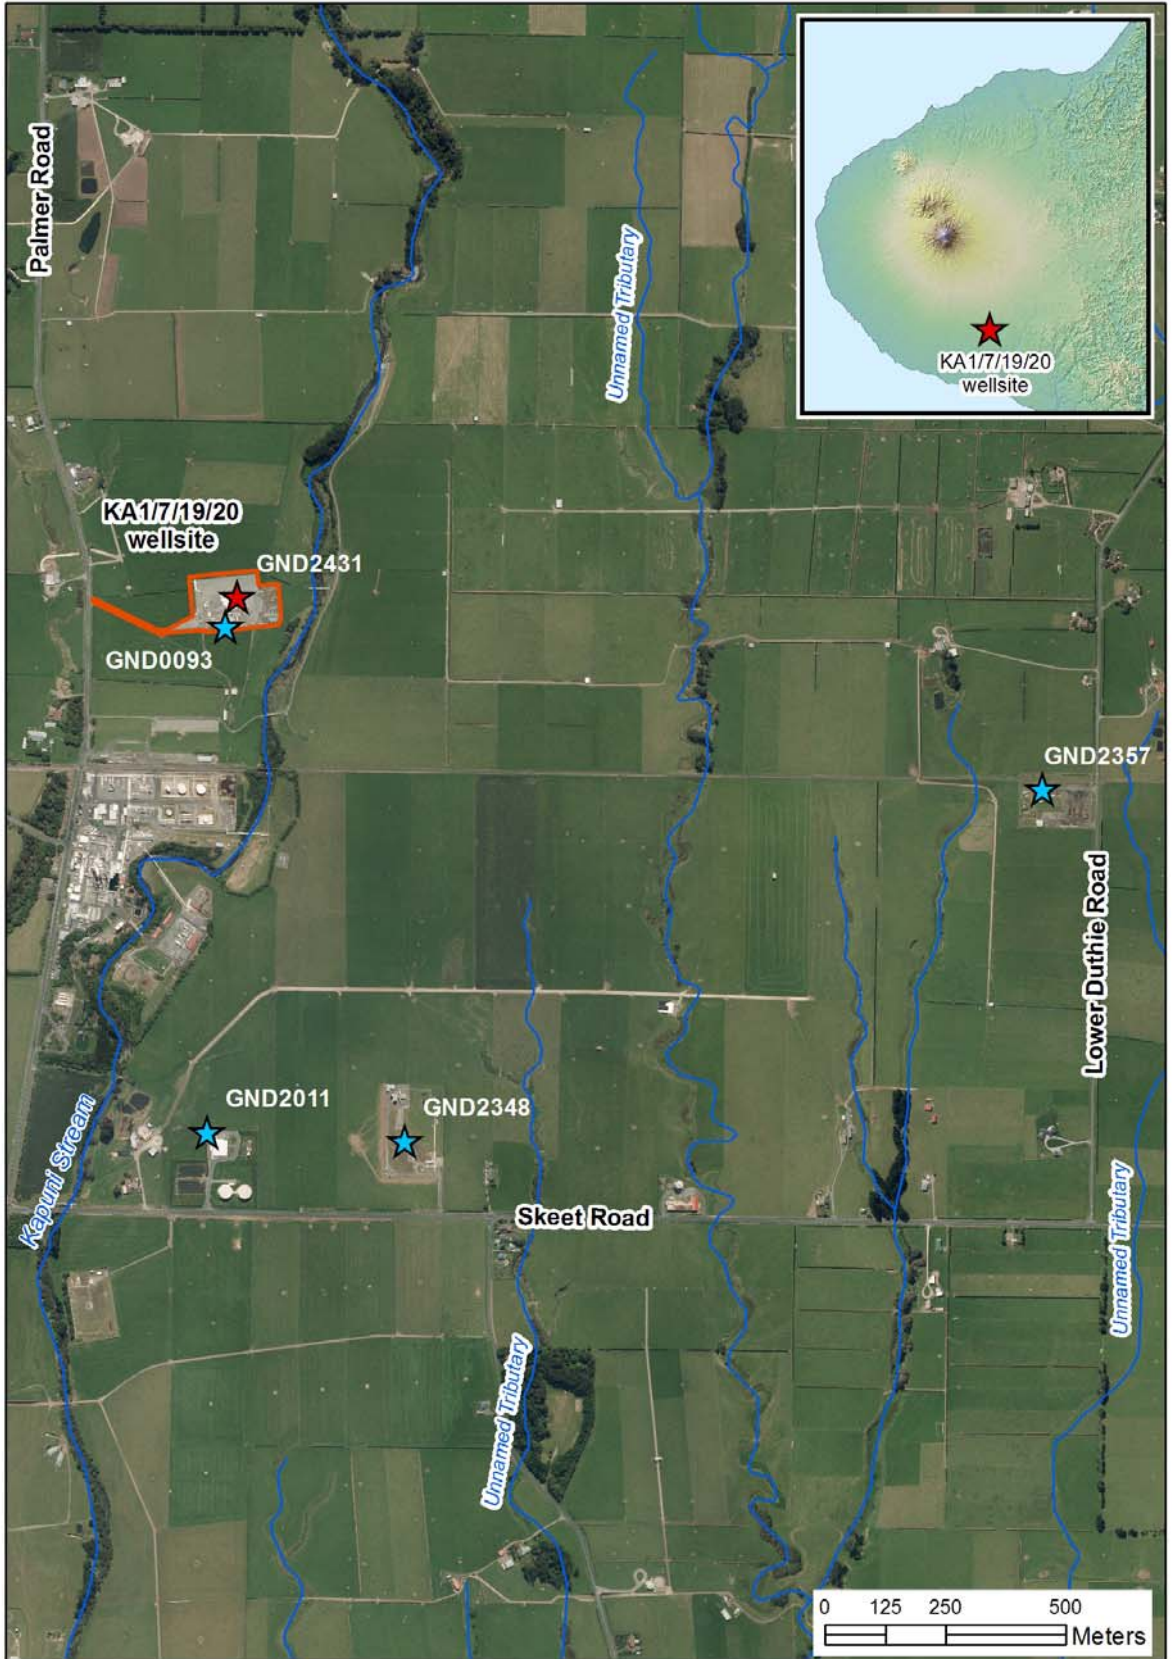 Palmer Road
Unnamed Tributary
KA1/7/19/20
wellsite
KA1/7/19/20
wellsite
GND2431
GND0093
GND2357
Lower Duthie Road
GND2011
GND2348
Kapuni Stream
Skeet Road
Unnamed Tributary
Unnamed Tributary
0 125 250 500
Meters